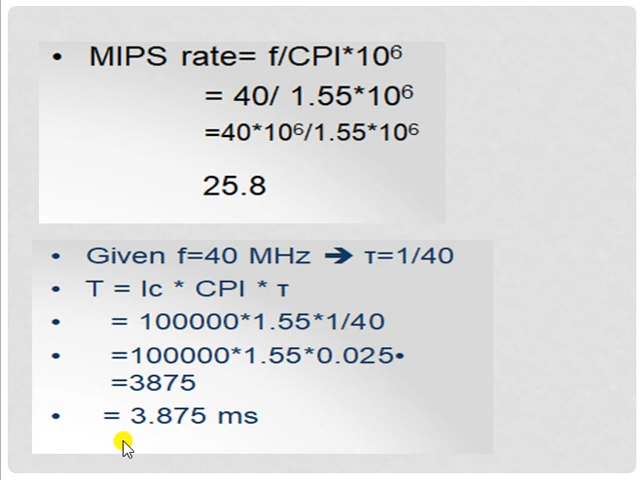 • MIPS rate= f/CPI*10⁶
= 40/ 1.55*10⁶
=40*10⁶/1.55*10⁶
25.8
• Given f=40 MHz ➔ τ=1/40
• T = Ic * CPI * τ
• = 100000*1.55*1/40
• =100000*1.55*0.025•
=3875
• = 3.875 ms